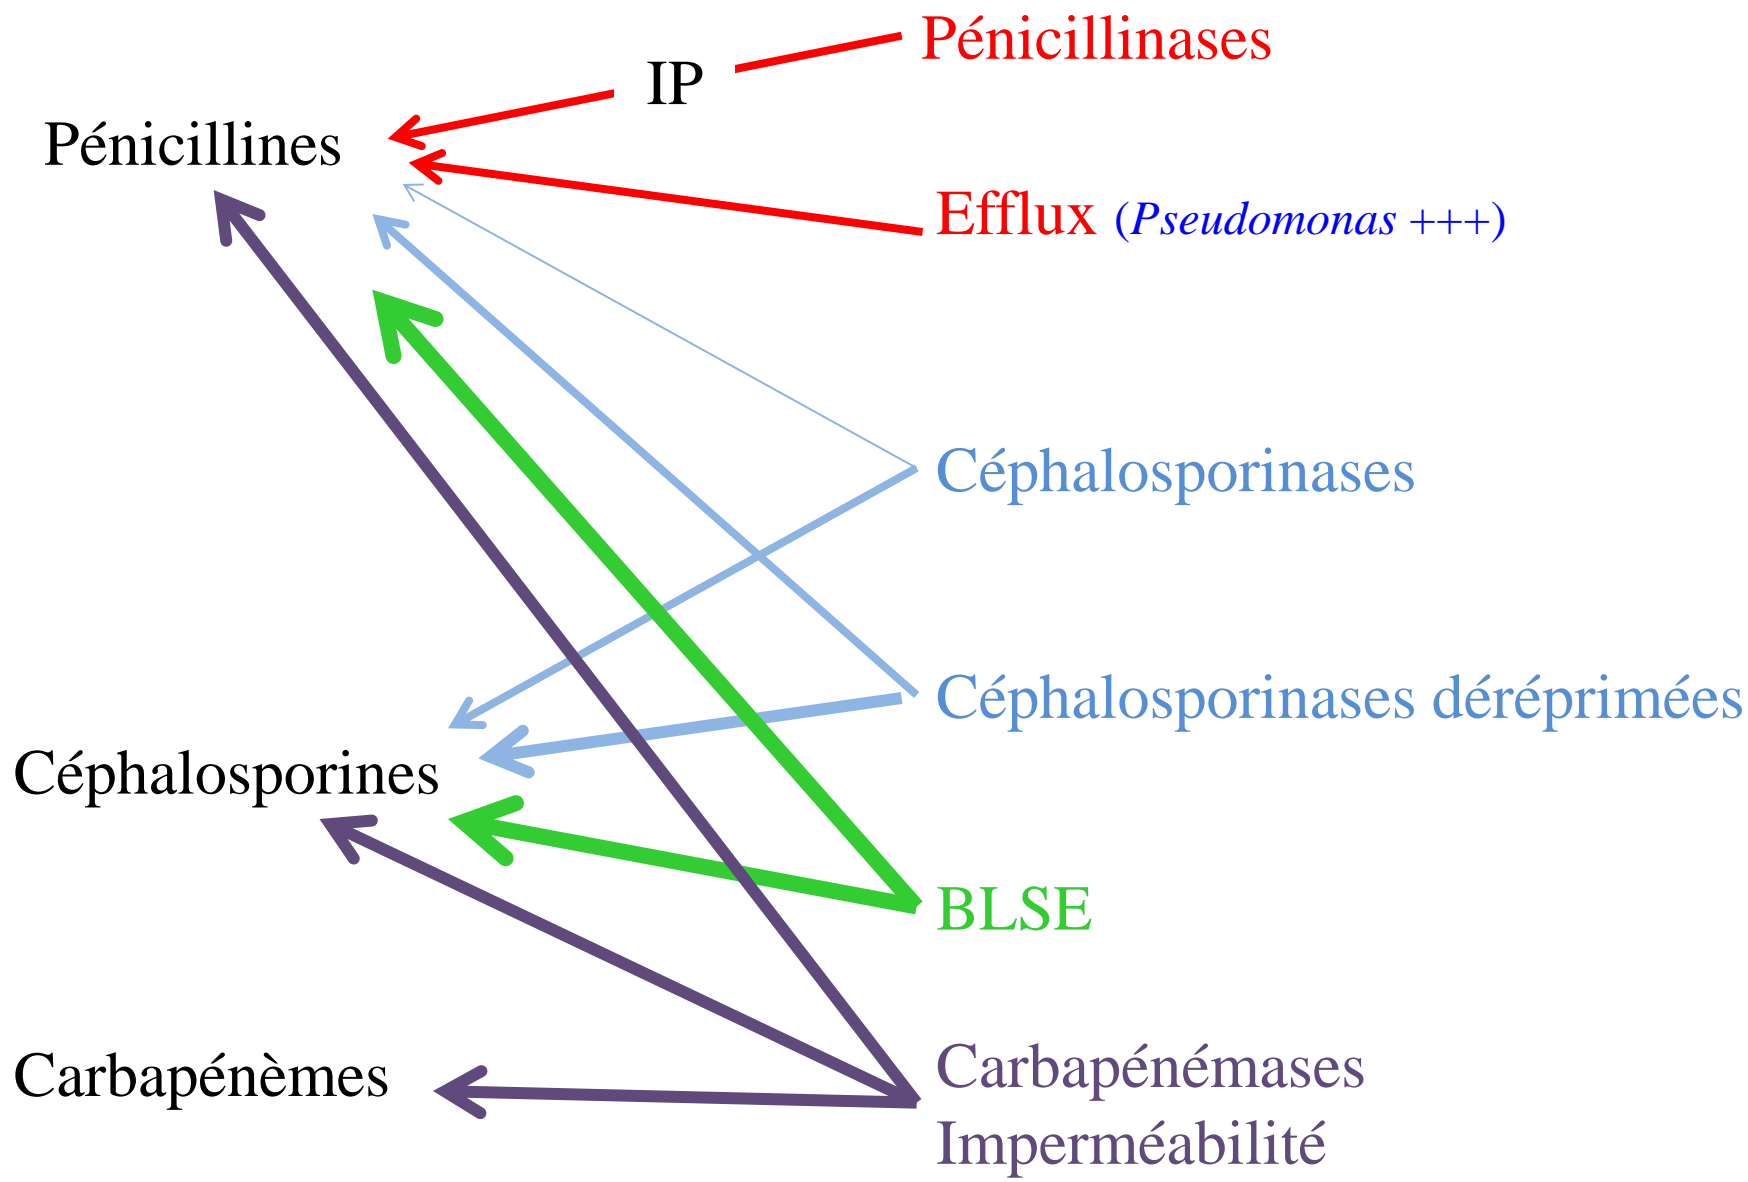 Pénicillinases
IP
Pénicillines
Efflux (Pseudomonas +++)
Céphalosporinases
Céphalosporinases déréprimées
Céphalosporines
BLSE
Carbapénèmes
Carbapénémases
Imperméabilité